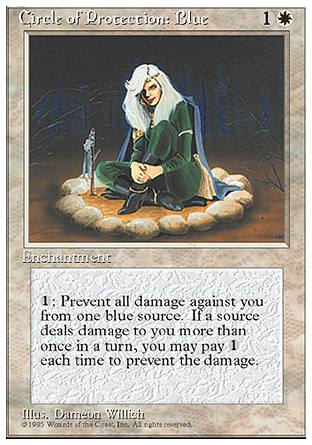 Circle of Protection: Blue 1
Enchantment
1: Prevent all damage against you
from one blue source. If a source
deals damage to you more than
once in a turn, you may pay 1
each time to prevent the damage.
Illus. Dameon Willich
©1995 Wizards of the Coast, Inc. All rights reserved.